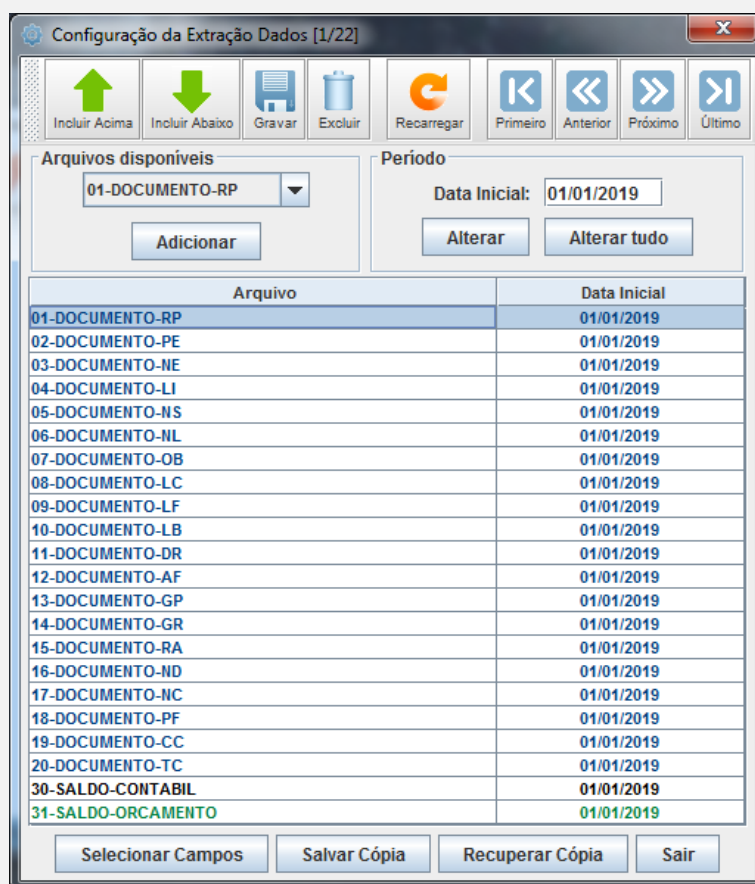 Configuração da Extração Dados [1/22]
Incluir Acima Incluir Abaixo Gravar Excluir Recarregar Primeiro Anterior Próximo Último
Arquivos disponíveis
01-DOCUMENTO-RP
Adicionar
Período
Data Inicial: 01/01/2019
Alterar Alterar tudo
Arquivo Data Inicial
01-DOCUMENTO-RP 01/01/2019
02-DOCUMENTO-PE 01/01/2019
03-DOCUMENTO-NE 01/01/2019
04-DOCUMENTO-LI 01/01/2019
05-DOCUMENTO-NS 01/01/2019
06-DOCUMENTO-NL 01/01/2019
07-DOCUMENTO-OB 01/01/2019
08-DOCUMENTO-LC 01/01/2019
09-DOCUMENTO-LF 01/01/2019
10-DOCUMENTO-LB 01/01/2019
11-DOCUMENTO-DR 01/01/2019
12-DOCUMENTO-AF 01/01/2019
13-DOCUMENTO-GP 01/01/2019
14-DOCUMENTO-GR 01/01/2019
15-DOCUMENTO-RA 01/01/2019
16-DOCUMENTO-ND 01/01/2019
17-DOCUMENTO-NC 01/01/2019
18-DOCUMENTO-PF 01/01/2019
19-DOCUMENTO-CC 01/01/2019
20-DOCUMENTO-TC 01/01/2019
30-SALDO-CONTABIL 01/01/2019
31-SALDO-ORCAMENTO 01/01/2019
Selecionar Campos Salvar Cópia Recuperar Cópia Sair